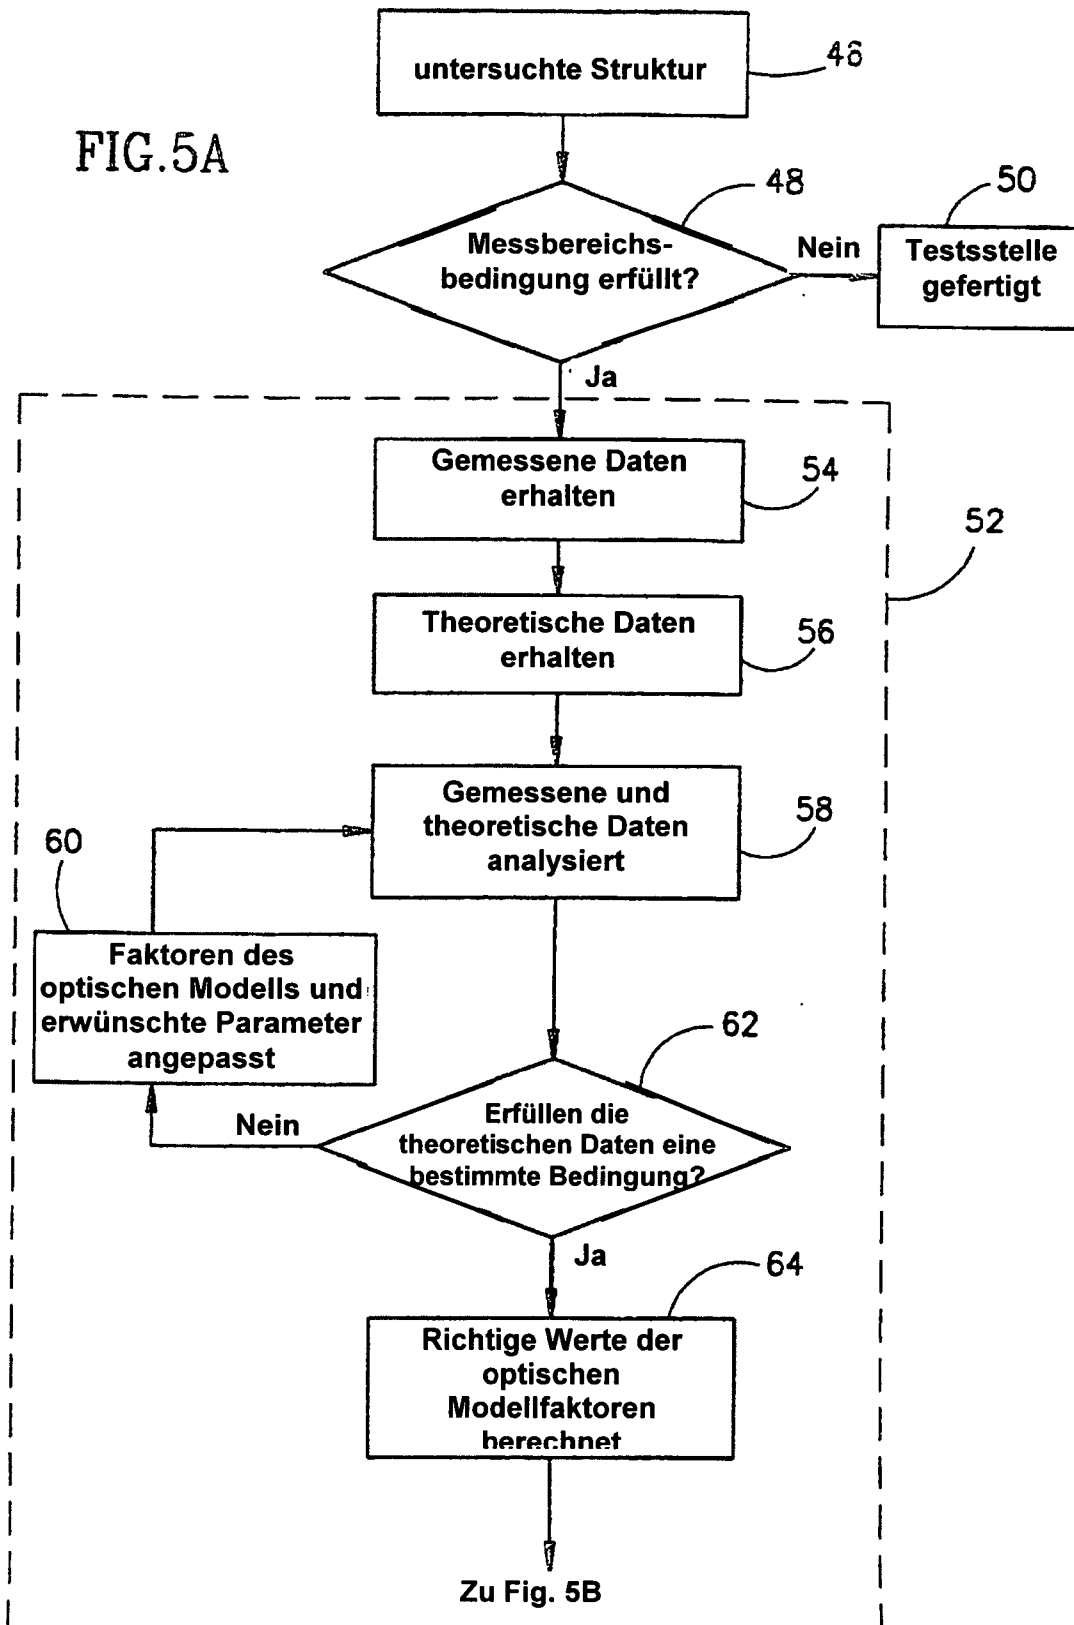 untersuchte Struktur
46
FIG.5A
48
50
Messbereichs-
bedingung erfüllt?
Nein
Testsstelle
gefertigt
Ja
Gemessene Daten
erhalten
54
52
Theoretische Daten
erhalten
56
Gemessene und
theoretische Daten
analysiert
58
60
Faktoren des
optischen Modells und
erwünschte Parameter
angepasst
62
Nein
Erfüllen die
theoretischen Daten eine
bestimmte Bedingung?
Ja
64
Richtige Werte der
optischen
Modellfaktoren
berechnet
Zu Fig. 5B